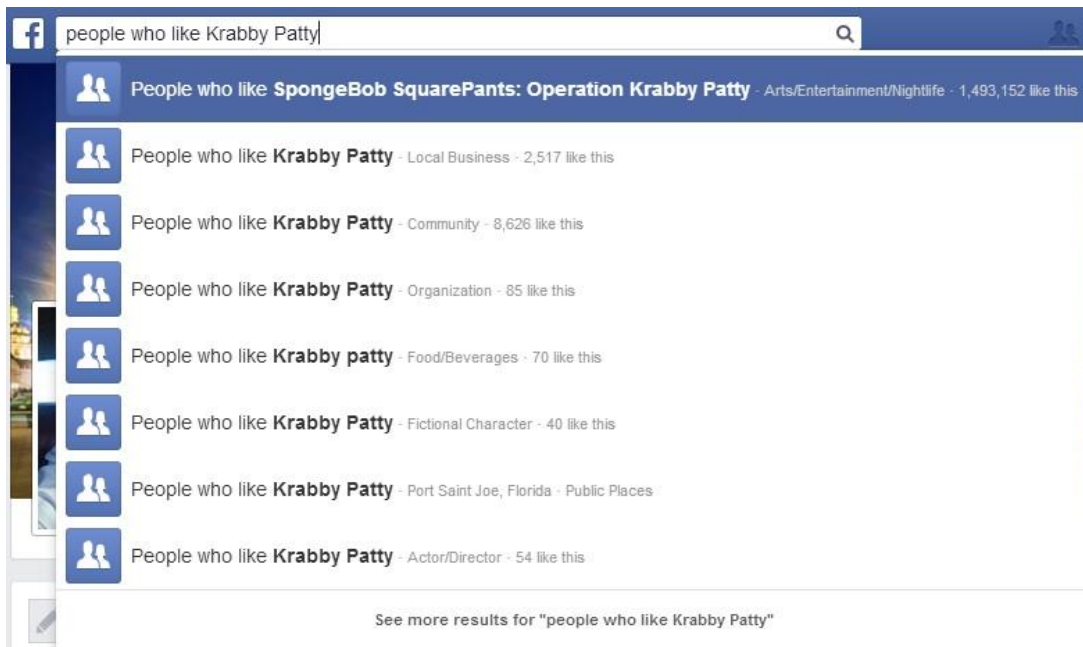 f
people who like Krabby Patty
People who like SpongeBob SquarePants: Operation Krabby Patty · Arts/Entertainment/Nightlife · 1,493,152 like this
People who like Krabby Patty · Local Business · 2,517 like this
People who like Krabby Patty · Community · 8,626 like this
People who like Krabby Patty · Organization · 85 like this
People who like Krabby patty · Food/Beverages · 70 like this
People who like Krabby Patty · Fictional Character · 40 like this
People who like Krabby Patty · Port Saint Joe, Florida · Public Places
People who like Krabby Patty · Actor/Director · 54 like this
See more results for "people who like Krabby Patty"